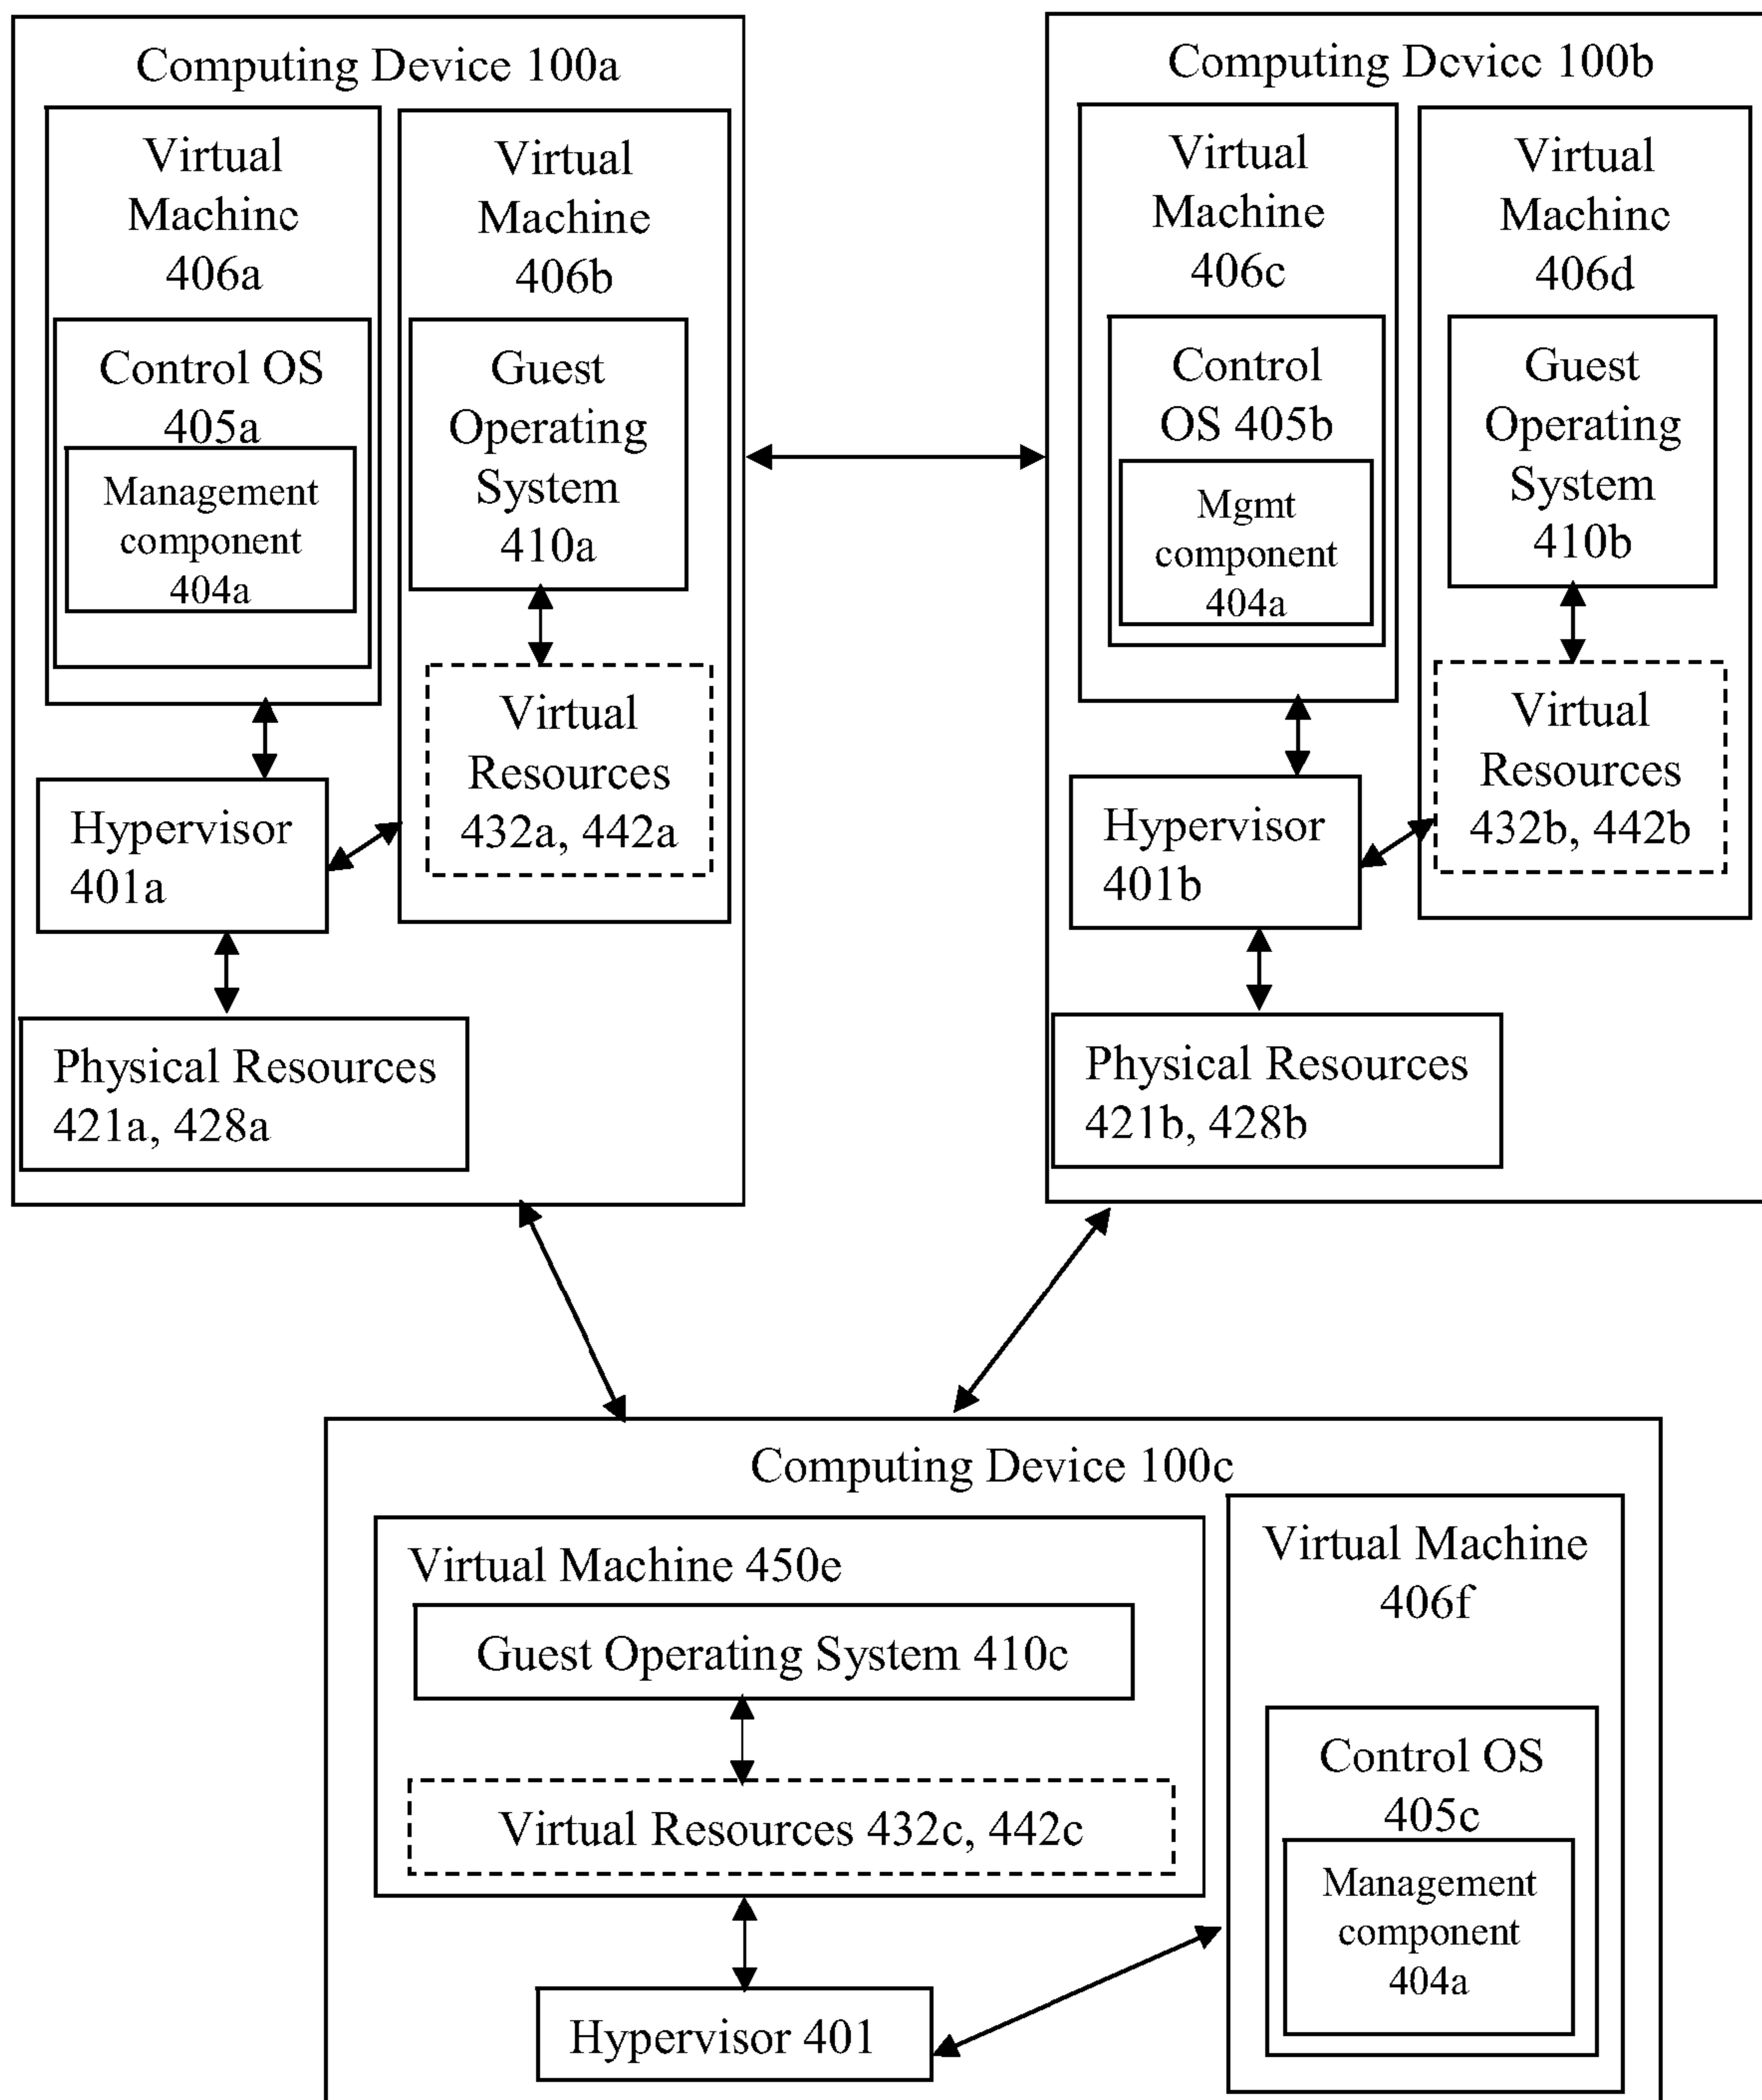 Computing Device 100a
Virtual
Machine
406a
Control OS
405a
Management
component
404a
Virtual
Machine
406b
Guest
Operating
System
410a
Virtual
Resources
432a, 442a
Hypervisor
401a
Physical Resources
421a, 428a
Computing Device 100b
Virtual
Machine
406c
Control
OS 405b
Mgmt
component
404a
Virtual
Machine
406d
Guest
Operating
System
410b
Virtual
Resources
432b, 442b
Hypervisor
401b
Physical Resources
421b, 428b
Computing Device 100c
Virtual Machine 450e
Guest Operating System 410c
Virtual Resources 432c, 442c
Hypervisor 401
Virtual Machine
406f
Control OS
405c
Management
component
404a